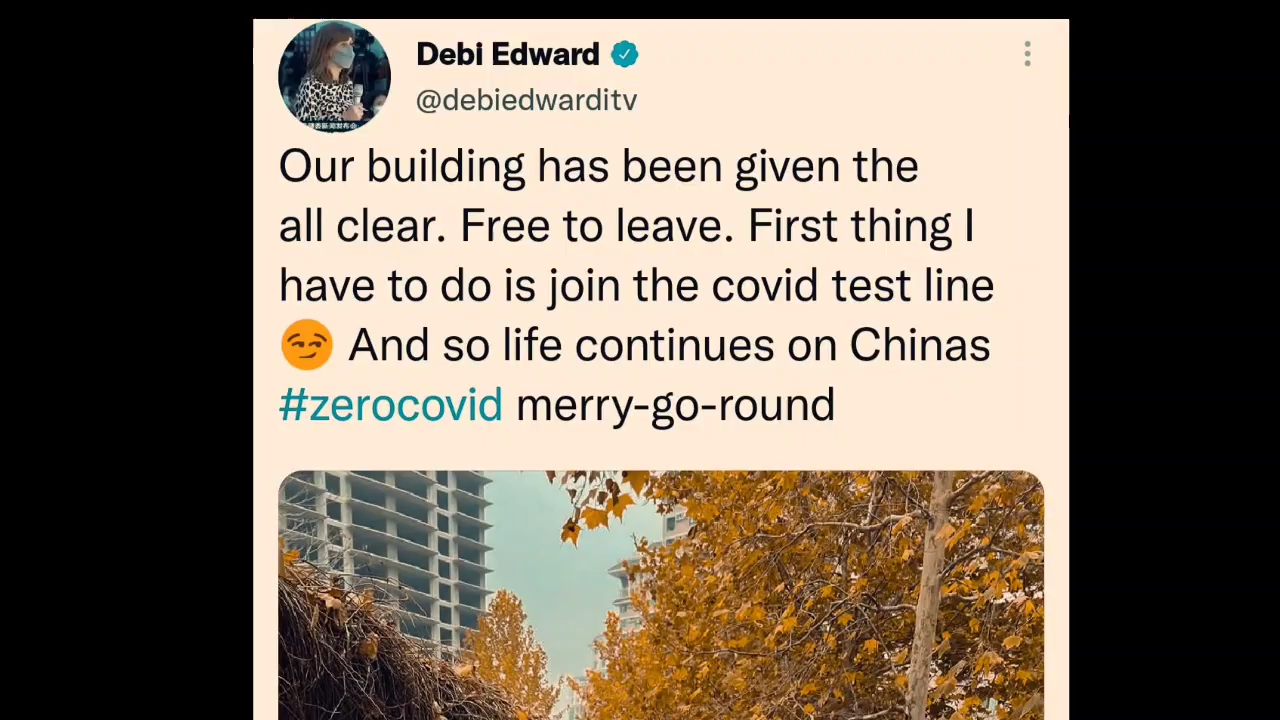 Debi Edward
@debiedwarditv
Our building has been given the
all clear. Free to leave. First thing I
have to do is join the covid test line
😏 And so life continues on Chinas
#zerocovid merry-go-round